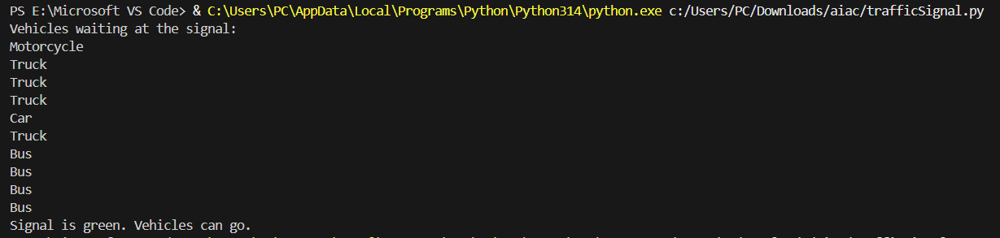 PS E:\Microsoft VS Code> & C:\Users\PC\AppData\Local\Programs\Python\Python314\python.exe c:/Users/PC/Downloads/aiac/trafficSignal.py
Vehicles waiting at the signal:
Motorcycle
Truck
Truck
Truck
Car
Truck
Bus
Bus
Bus
Bus
Signal is green. Vehicles can go.